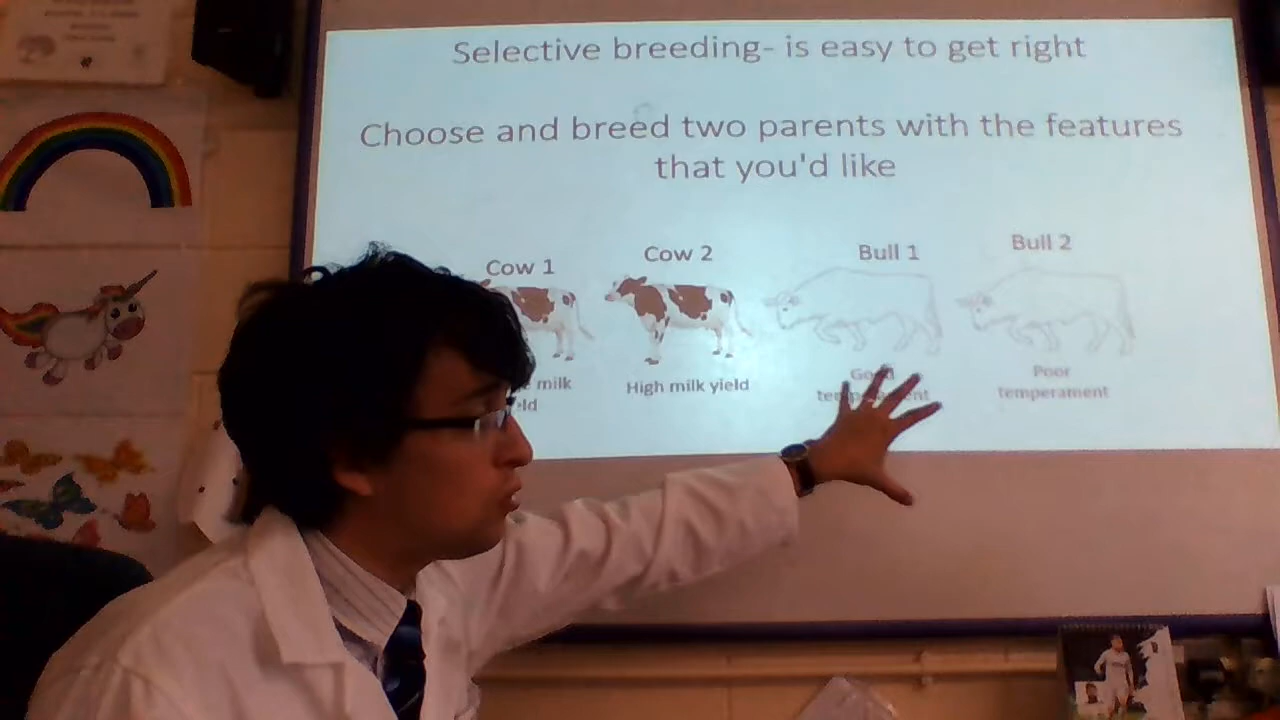 Selective breeding- is easy to get right
Choose and breed two parents with the features
that you'd like
Cow 1
Cow 2
Bull 1
Bull 2
milk
High milk yield
Poor
temperament